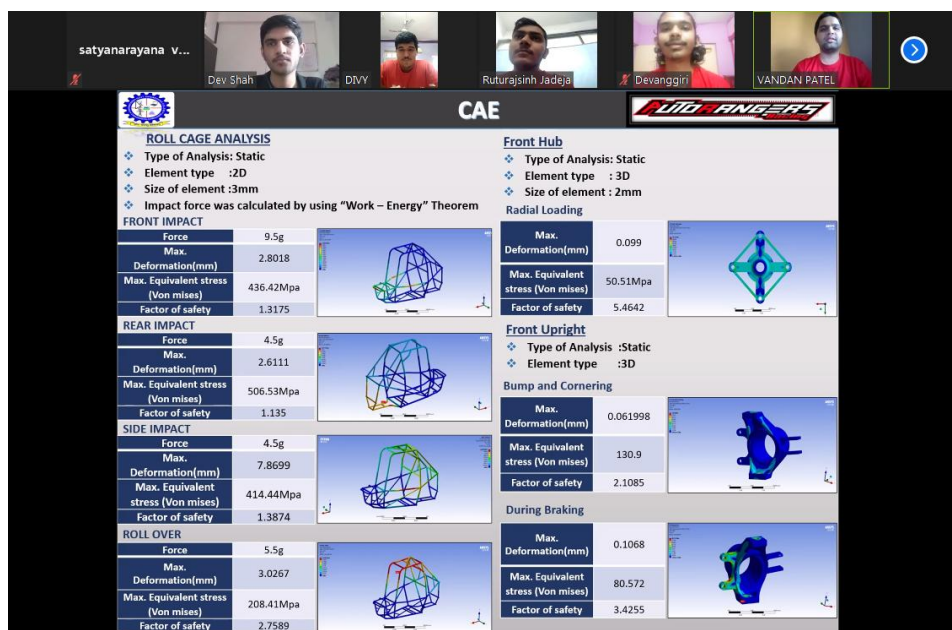 satyanarayana v...
Dev Shah
DIVY
Ruturajsinh Jadeja
Devanggiri
VANDAN PATEL
CAE
AUTORANGERS
Racing
ROLL CAGE ANALYSIS
Type of Analysis: Static
Element type :2D
Size of element :3mm
Impact force was calculated by using “Work – Energy” Theorem
FRONT IMPACT
Force 9.5g
Max. Deformation(mm) 2.8018
Max. Equivalent stress (Von mises) 436.42Mpa
Factor of safety 1.3175
REAR IMPACT
Force 4.5g
Max. Deformation(mm) 2.6111
Max. Equivalent stress (Von mises) 506.53Mpa
Factor of safety 1.135
SIDE IMPACT
Force 4.5g
Max. Deformation(mm) 7.8699
Max. Equivalent stress (Von mises) 414.44Mpa
Factor of safety 1.3874
ROLL OVER
Force 5.5g
Max. Deformation(mm) 3.0267
Max. Equivalent stress (Von mises) 208.41Mpa
Factor of safety 2.7589
Front Hub
Type of Analysis: Static
Element type : 3D
Size of element : 2mm
Radial Loading
Max. Deformation(mm) 0.099
Max. Equivalent stress (Von mises) 50.51Mpa
Factor of safety 5.4642
Front Upright
Type of Analysis :Static
Element type :3D
Bump and Cornering
Max. Deformation(mm) 0.061998
Max. Equivalent stress (Von mises) 130.9
Factor of safety 2.1085
During Braking
Max. Deformation(mm) 0.1068
Max. Equivalent stress (Von mises) 80.572
Factor of safety 3.4255